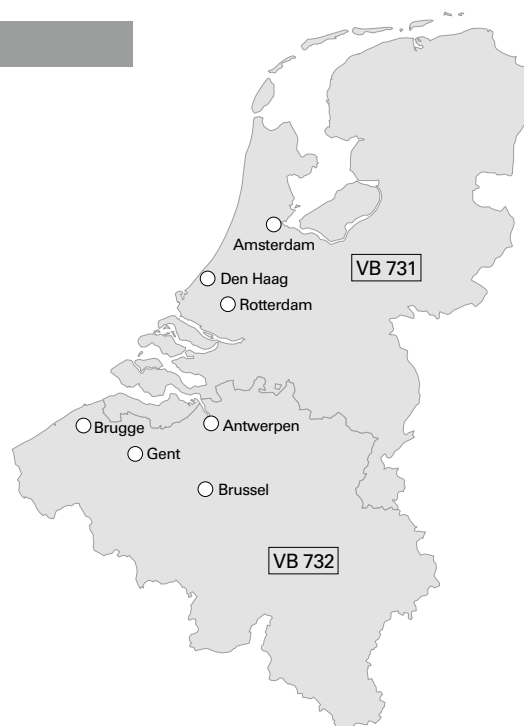 Amsterdam
VB 731
Den Haag
Rotterdam
Brugge
Antwerpen
Gent
Brussel
VB 732